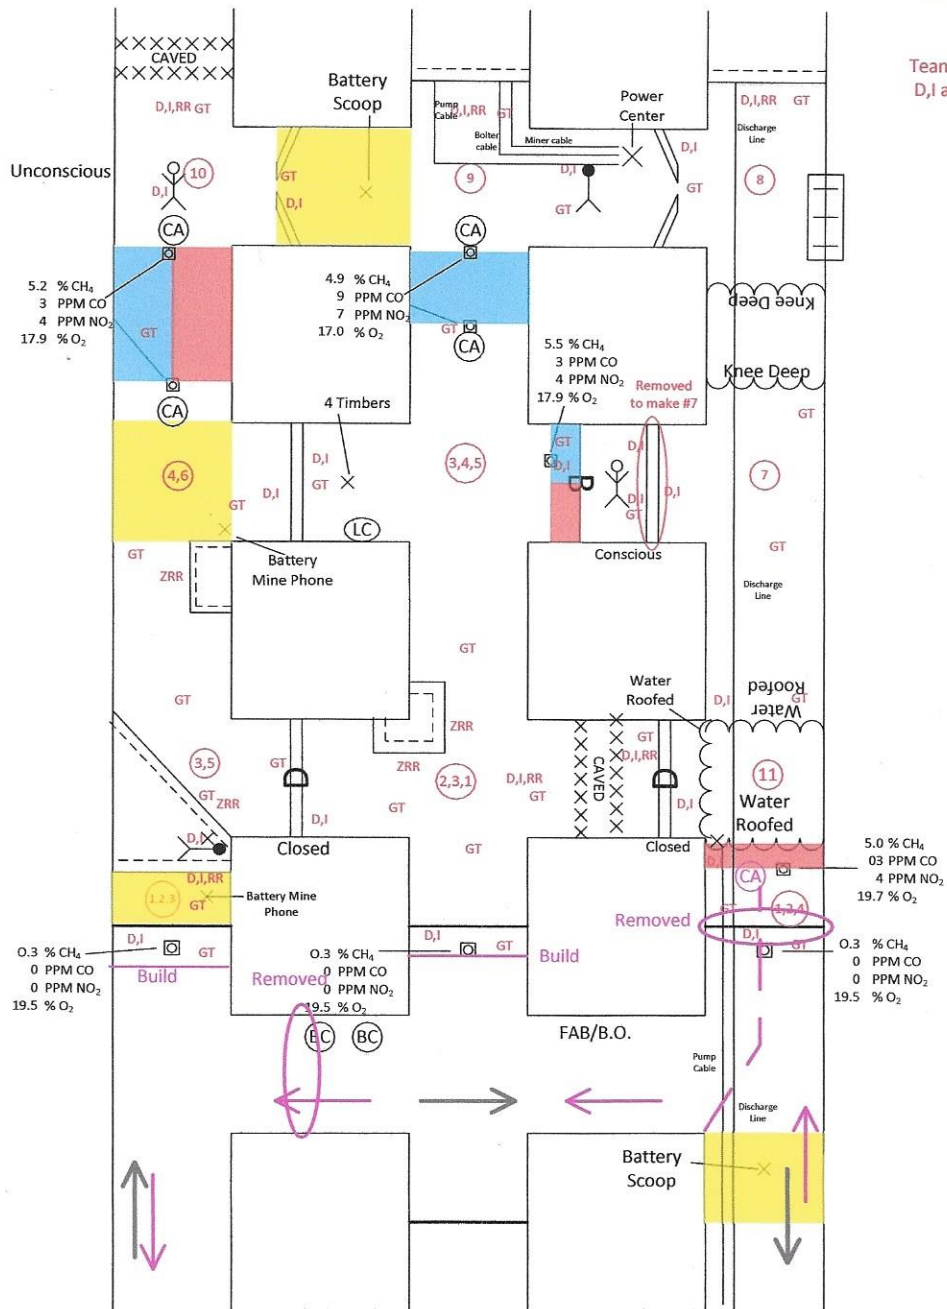 CAVED
Battery
Scoop
Team
D,I a
D,I,RR GT
Pump
Cable
D,I,RR
GT
Bolter
cable
Miner cable
Power
Center
D,I
D,I,RR GT
Discharge
Line
Unconscious
D,I
10
GT
D,I
9
D,I
GT
GT
8
CA
CA
5.2 % CH4
3 PPM CO
4 PPM NO2
17.9 % O2
GT
4.9 % CH4
9 PPM CO
7 PPM NO2
17.0 % O2
GT
CA
CA
Knee Deep
Knee Deep
5.5 % CH4
3 PPM CO
4 PPM NO2
17.9 % O2
Removed
to make #7
4 Timbers
GT
4,6
GT
D,I
D,I
GT
3,4,5
GT
D,I
D
D,I
D,I
GT
D,I
7
LC
Conscious
GT
ZRR
Battery
Mine Phone
GT
Discharge
Line
GT
Water
Roofed
GT
D,I
GT
Water
Roofed
ZRR
3,5
GT
ZRR
GT
D
D,I
ZRR
GT
2,3,1
D,I,RR
GT
CAVED
GT
D,I,RR
D
D,I
11
Water
Roofed
D,I
Closed
GT
Closed
5.0 % CH4
03 PPM CO
4 PPM NO2
19.7 % O2
D,I,RR
1,2,3
GT
Battery Mine
Phone
CA
GT
1,2,4
Removed
D,I
GT
D,I
GT
D,I
GT
0.3 % CH4
0 PPM CO
0 PPM NO2
19.5 % O2
Build
Removed
0.3 % CH4
0 PPM CO
0 PPM NO2
19.5 % O2
Build
0.3 % CH4
0 PPM CO
0 PPM NO2
19.5 % O2
BC
BC
FAB/B.O.
Pump
Cable
Discharge
Line
Battery
Scoop